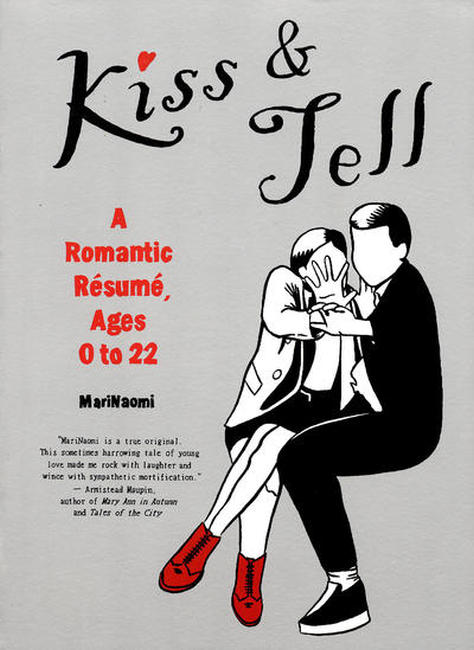 Kiss &
Tell
A
Romantic
Résumé,
Ages
0 to 22
MariNaomi
"MariNaomi is a true original.
This sometimes harrowing tale of young
love made me rock with laughter and
wince with sympathetic mortification."
— Armistead Maupin,
author of Mary Ann in Autumn
and Tales of the City